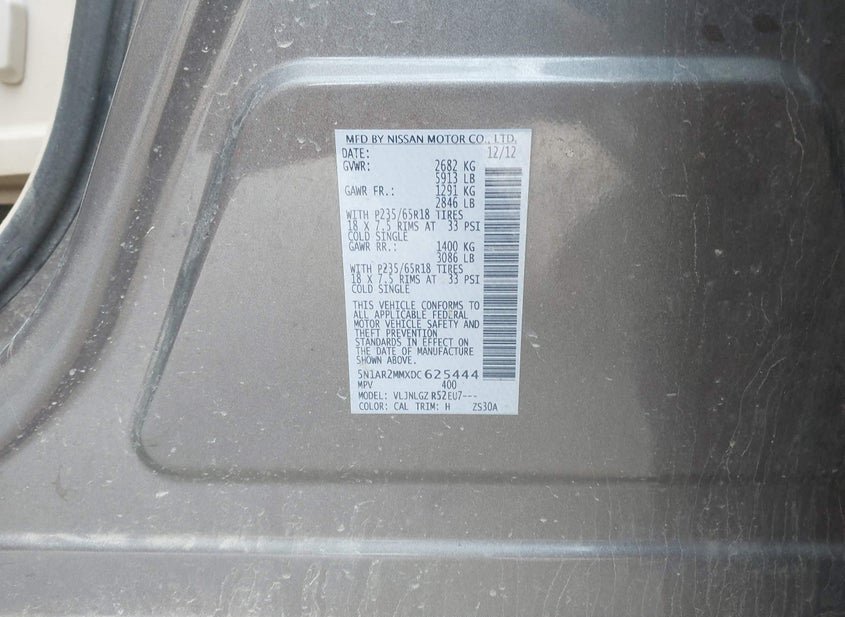 MFD BY NISSAN MOTOR CO., LTD.
DATE: 12/12
GVWR: 2682 KG
5913 LB
GAWR FR.: 1291 KG
2846 LB
WITH P235/65R18 TIRES
18 X 7.5 RIMS AT 33 PSI
COLD SINGLE
GAWR RR.: 1400 KG
3086 LB
WITH P235/65R18 TIRES
18 X 7.5 RIMS AT 33 PSI
COLD SINGLE
THIS VEHICLE CONFORMS TO
ALL APPLICABLE FEDERAL
MOTOR VEHICLE SAFETY AND
THEFT PREVENTION
STANDARDS IN EFFECT ON
THE DATE OF MANUFACTURE
SHOWN ABOVE.
5N1AR2MMXDC625444
MPV 400
MODEL: VLJNLGZ R52EU7---
COLOR: CAL TRIM: H ZS30A